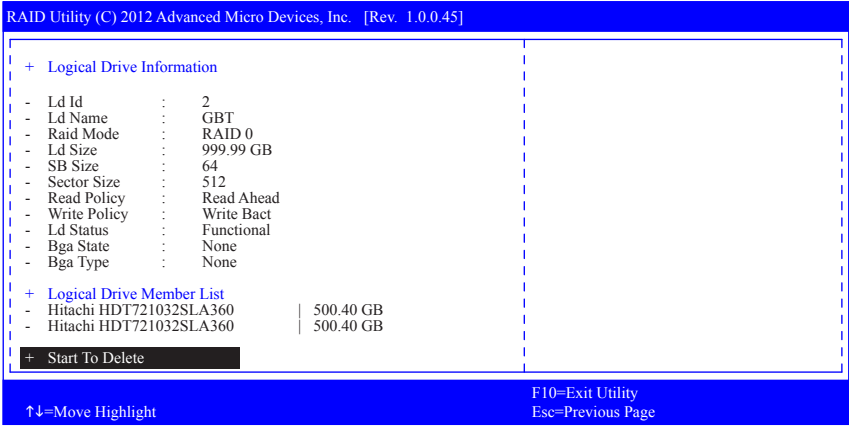 RAID Utility (C) 2012 Advanced Micro Devices, Inc. [Rev. 1.0.0.45]
+ Logical Drive Information
- Ld Id : 2
- Ld Name : GBT
- Raid Mode : RAID 0
- Ld Size : 999.99 GB
- SB Size : 64
- Sector Size : 512
- Read Policy : Read Ahead
- Write Policy : Write Bact
- Ld Status : Functional
- Bga State : None
- Bga Type : None
+ Logical Drive Member List
- Hitachi HDT721032SLA360 | 500.40 GB
- Hitachi HDT721032SLA360 | 500.40 GB
+ Start To Delete
F10=Exit Utility
↑↓=Move Highlight Esc=Previous Page